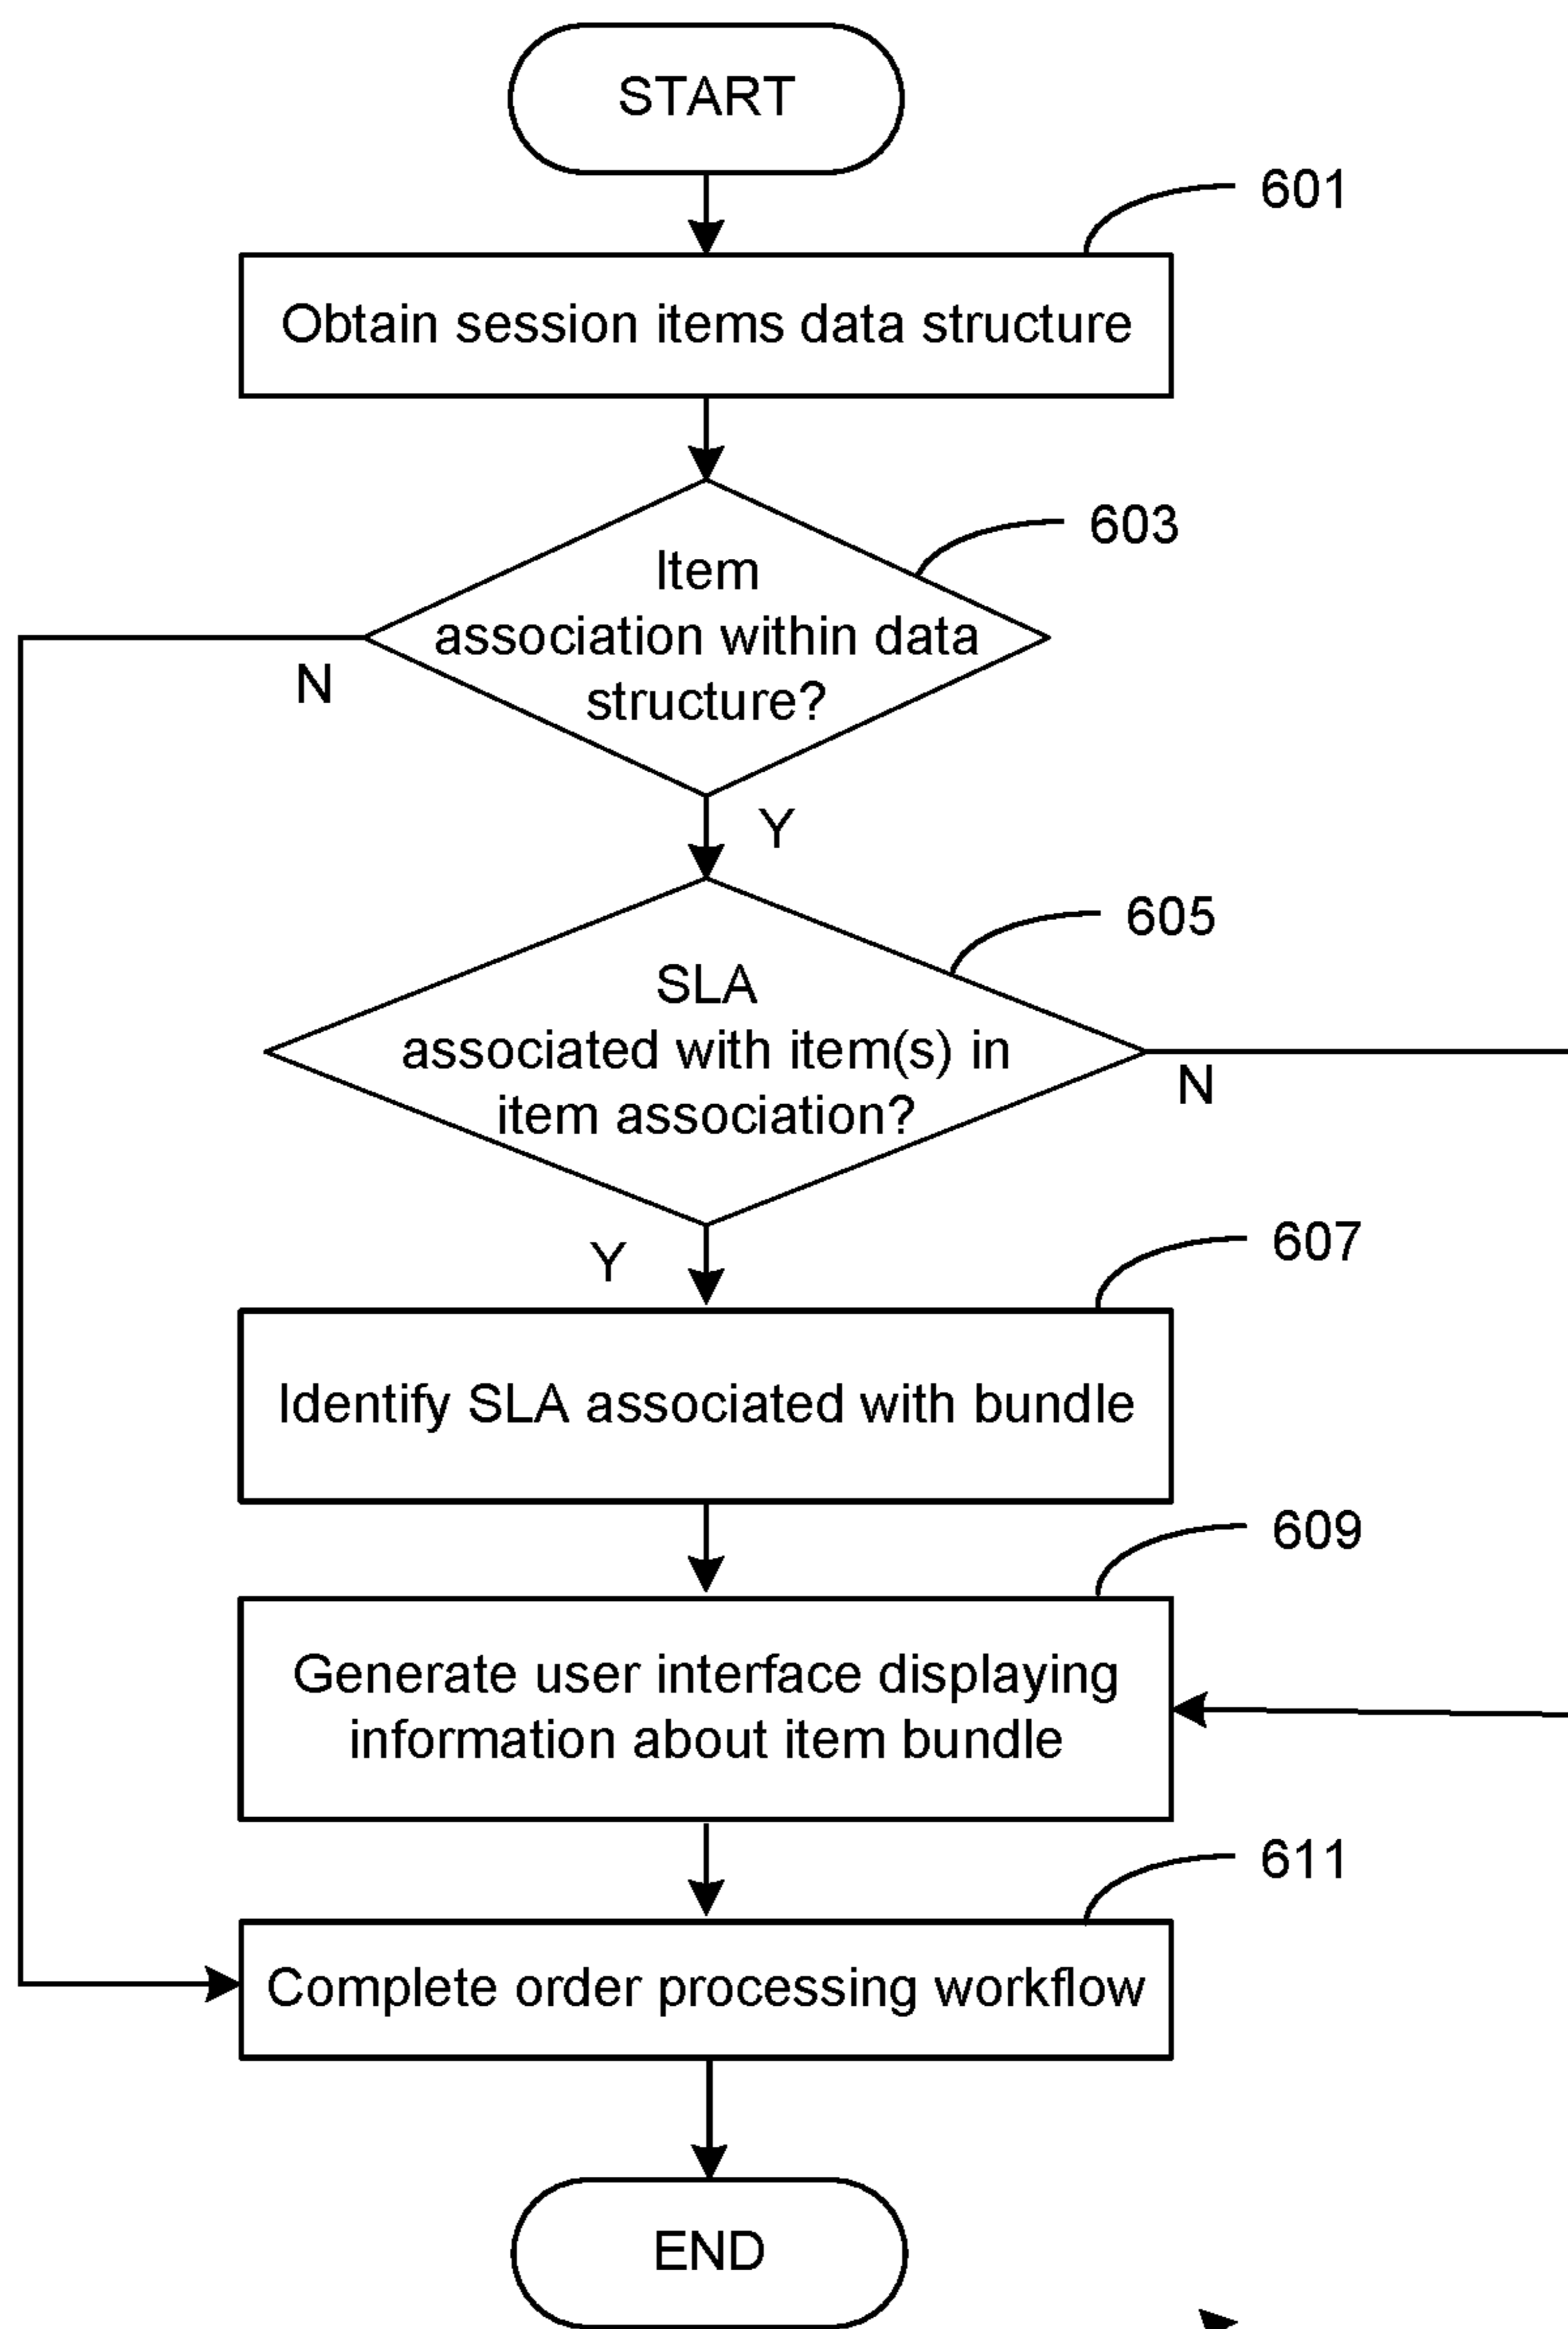 START
601
Obtain session items data structure
603
Item
association within data
structure?
N
Y
605
SLA
associated with item(s) in
item association?
N
Y
607
Identify SLA associated with bundle
609
Generate user interface displaying
information about item bundle
611
Complete order processing workflow
END